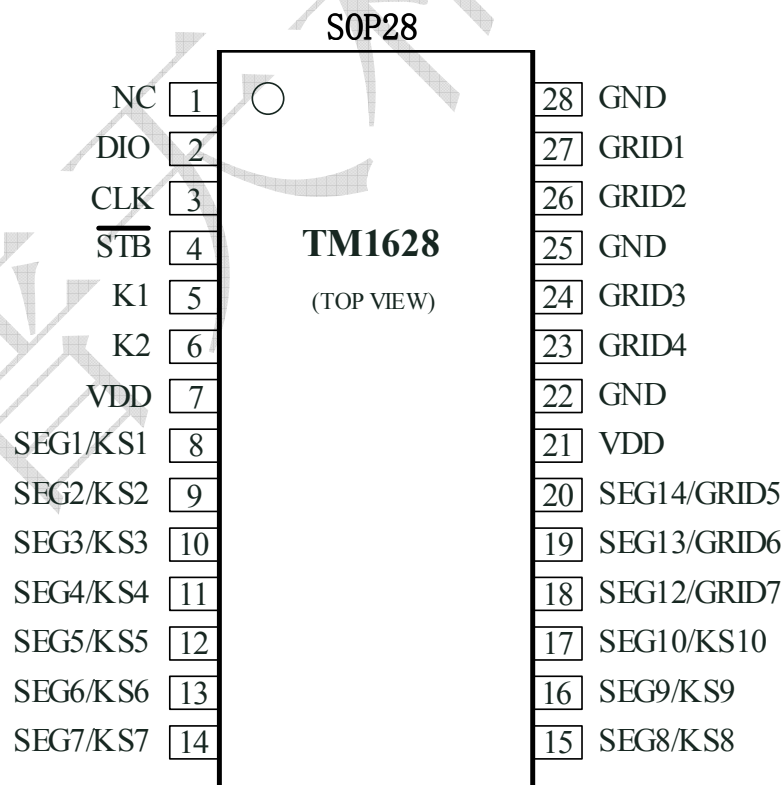 SOP28
NC 1 28 GND
DIO 2 27 GRID1
CLK 3 26 GRID2
STB 4 TM1628 25 GND
K1 5 (TOP VIEW) 24 GRID3
K2 6 23 GRID4
VDD 7 22 GND
SEG1/KS1 8 21 VDD
SEG2/KS2 9 20 SEG14/GRID5
SEG3/KS3 10 19 SEG13/GRID6
SEG4/KS4 11 18 SEG12/GRID7
SEG5/KS5 12 17 SEG10/KS10
SEG6/KS6 13 16 SEG9/KS9
SEG7/KS7 14 15 SEG8/KS8